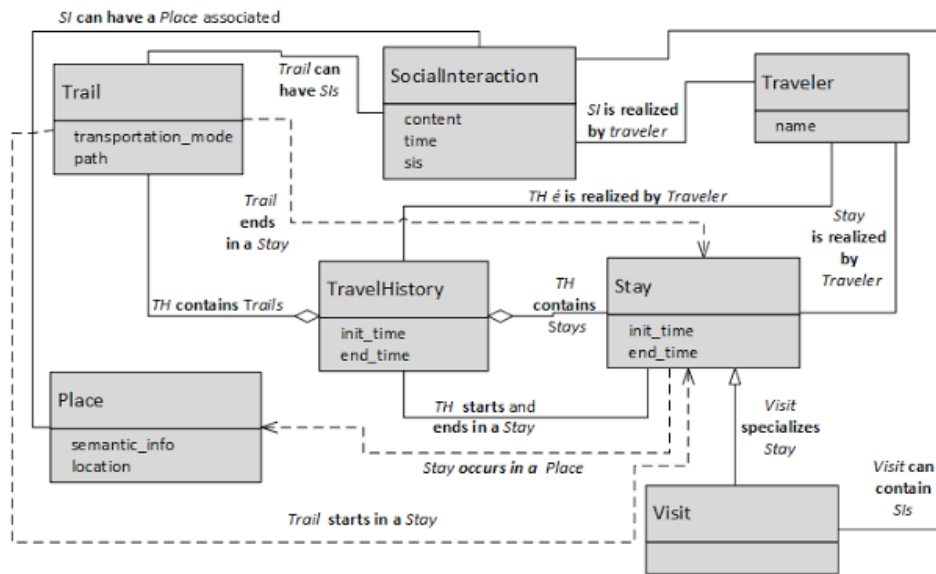 SI can have a Place associated
Trail
transportation_mode
path
Trail can
have SIs
SocialInteraction
content
time
sis
SI is realized
by traveler
Traveler
name
Trail
ends
in a Stay
TH é is realized by Traveler
Stay
is realized
by
Traveler
TH contains Trails
TravelHistory
init_time
end_time
TH
contains
Stays
Stay
init_time
end_time
Place
semantic_info
location
TH starts and
ends in a Stay
Stay occurs in a Place
Visit
specializes
Stay
Visit can
contain
SIs
Trail starts in a Stay
Visit